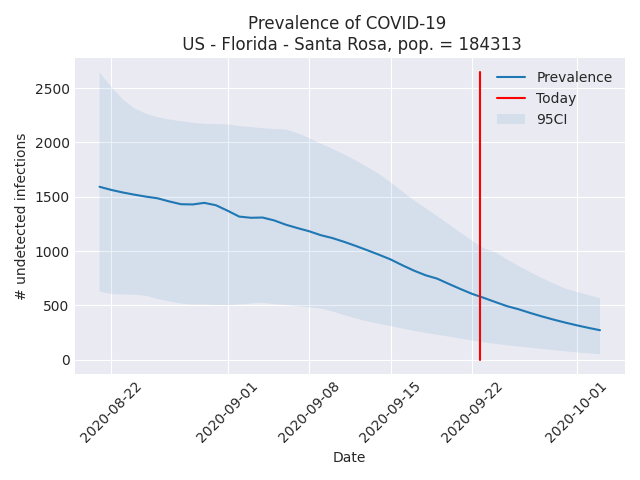 Prevalence of COVID-19
US - Florida - Santa Rosa, pop. = 184313
Prevalence
Today
95CI
# undetected infections
2500
2000
1500
1000
500
0
2020-08-22
2020-09-01
2020-09-08
2020-09-15
2020-09-22
2020-10-01
Date